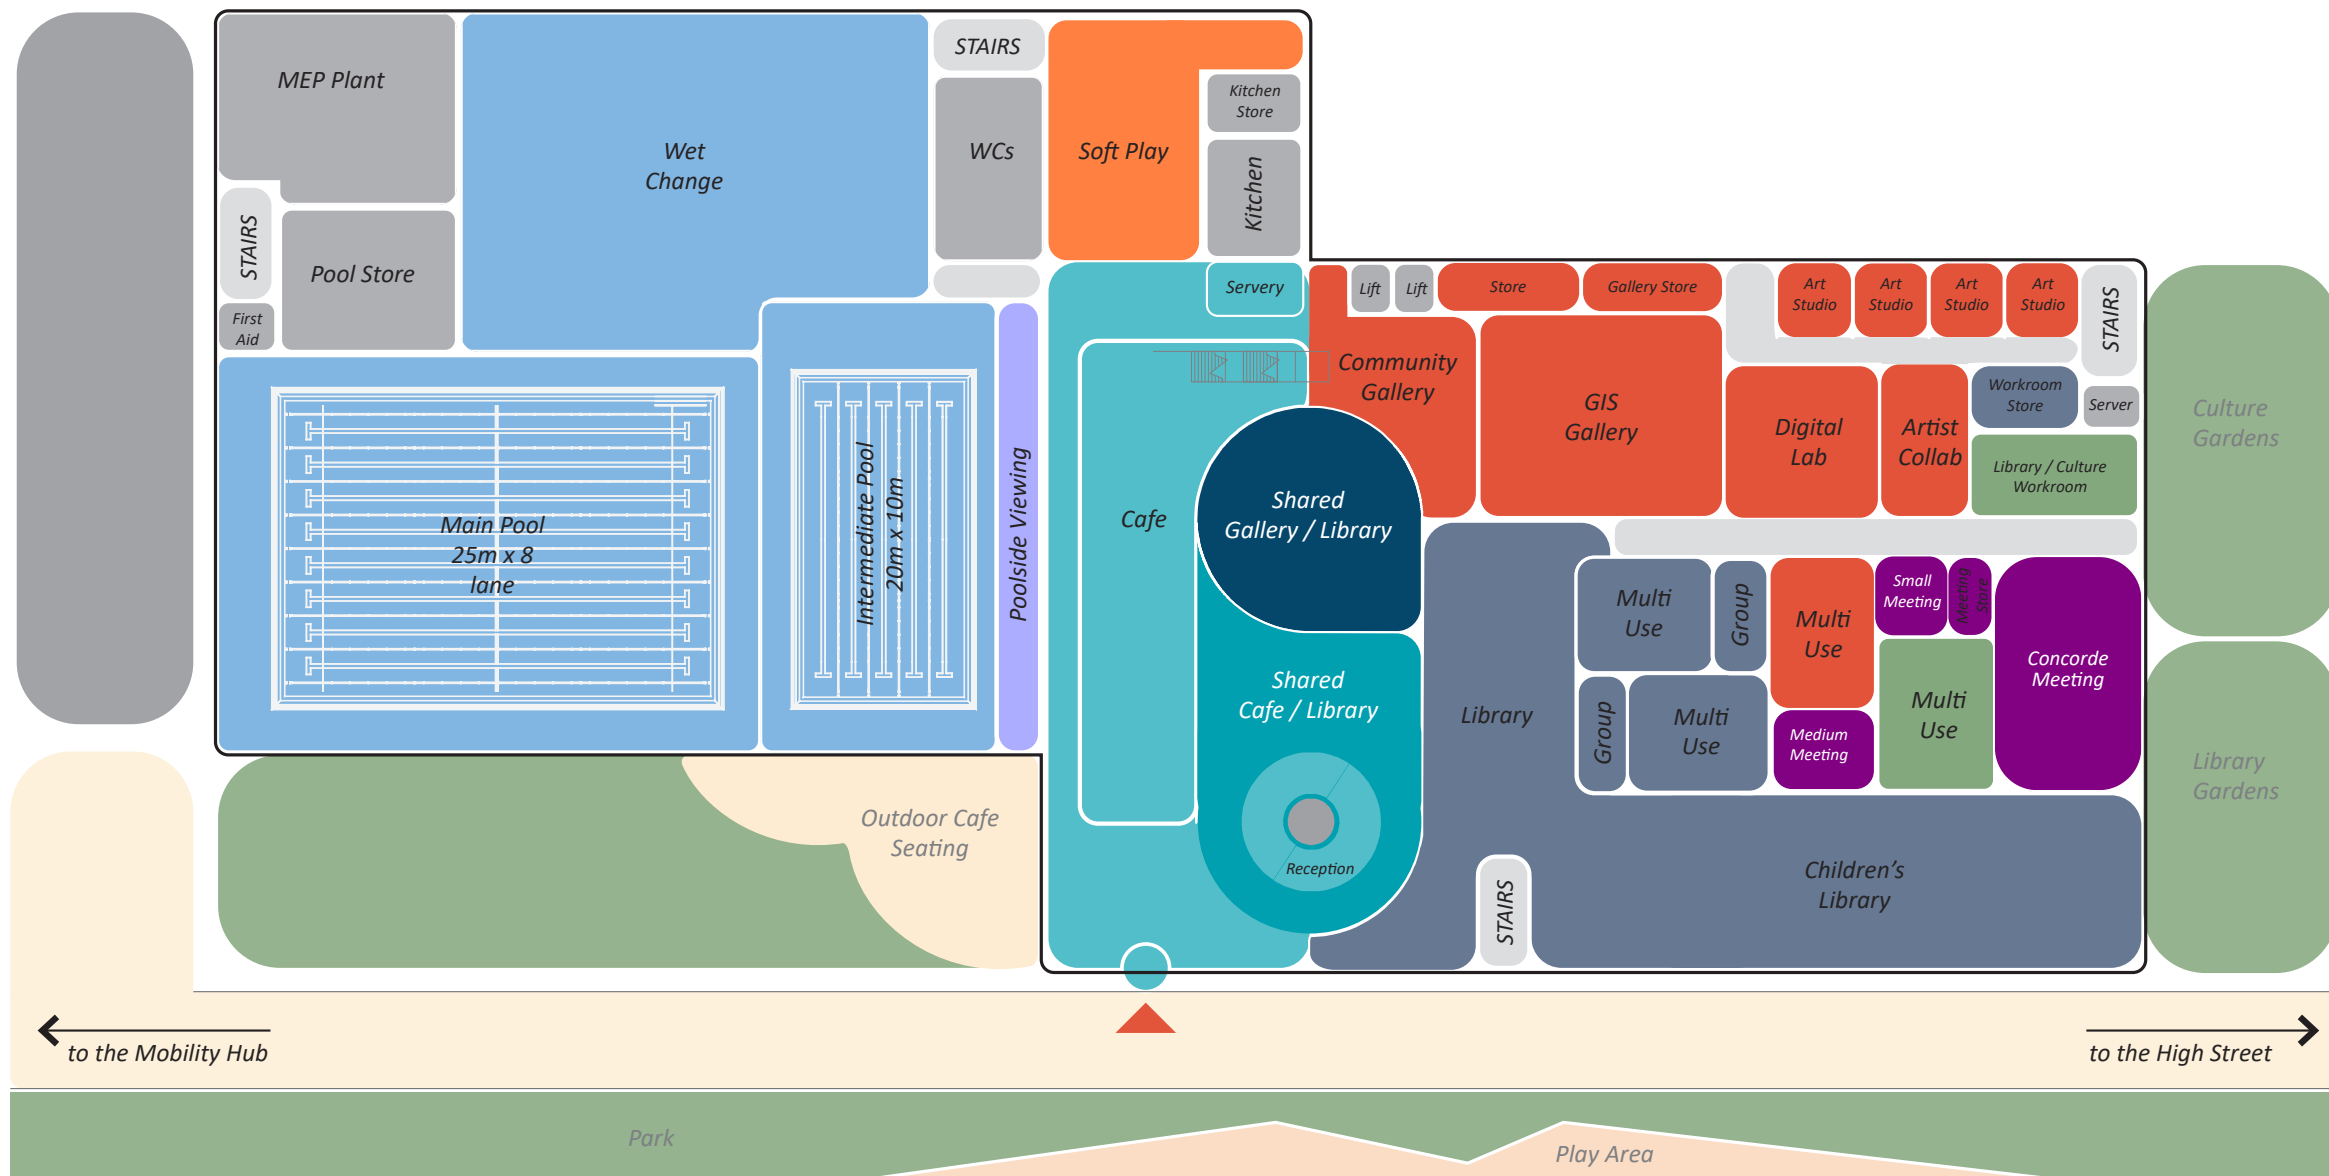 MEP Plant
STAIRS
Pool Store
First
Aid
Wet
Change
STAIRS
WCs
Soft Play
Kitchen
Store
Kitchen
Servery
Lift
Lift
Store
Gallery Store
Art
Studio
Art
Studio
Art
Studio
Art
Studio
STAIRS
Community
Gallery
GIS
Gallery
Digital
Lab
Artist
Collab
Workroom
Store
Server
Library / Culture
Workroom
Culture
Gardens
Main Pool
25m x 8
lane
Intermediate Pool
20m x 10m
Poolside Viewing
Cafe
Shared
Gallery / Library
Shared
Cafe / Library
Reception
Library
Multi
Use
Group
Multi
Use
Small
Meeting
Meeting
Store
Concorde
Meeting
Group
Multi
Use
Medium
Meeting
Multi
Use
Library
Gardens
Outdoor Cafe
Seating
STAIRS
Children’s
Library
to the Mobility Hub
to the High Street
Park
Play Area